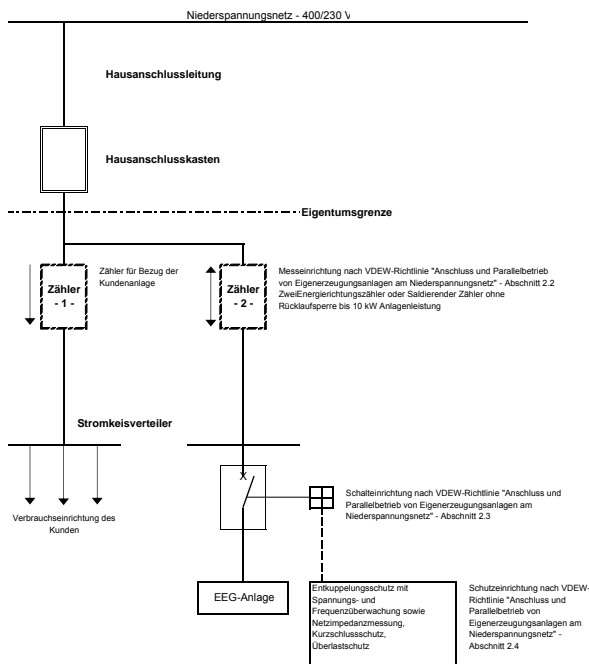 Niederspannungsnetz - 400/230 V
Hausanschlussleitung
Hausanschlusskasten
Eigentumsgrenze
Zähler
- 1 -
Zähler für Bezug der
Kundenanlage
Zähler
- 2 -
Messeinrichtung nach VDEW-Richtlinie "Anschluss und Parallelbetrieb
von Eigenerzeugungsanlagen am Niederspannungsnetz" - Abschnitt 2.2
ZweiEnergierichtungszähler oder Saldierender Zähler ohne
Rücklaufsperre bis 10 kW Anlagenleistung
Stromkeisverteiler
Verbrauchseinrichtung des
Kunden
X
Schalteinrichtung nach VDEW-Richtlinie "Anschluss und
Parallelbetrieb von Eigenerzeugungsanlagen am
Niederspannungsnetz" - Abschnitt 2.3
EEG-Anlage
Entkuppelungsschutz mit
Spannungs- und
Frequenzüberwachung sowie
Netzimpedanzmessung,
Kurzschlussschutz,
Überlastschutz
Schutzeinrichtung nach VDEW-
Richtlinie "Anschluss und
Parallelbetrieb von
Eigenerzeugungsanlagen am
Niederspannungsnetz" -
Abschnitt 2.4